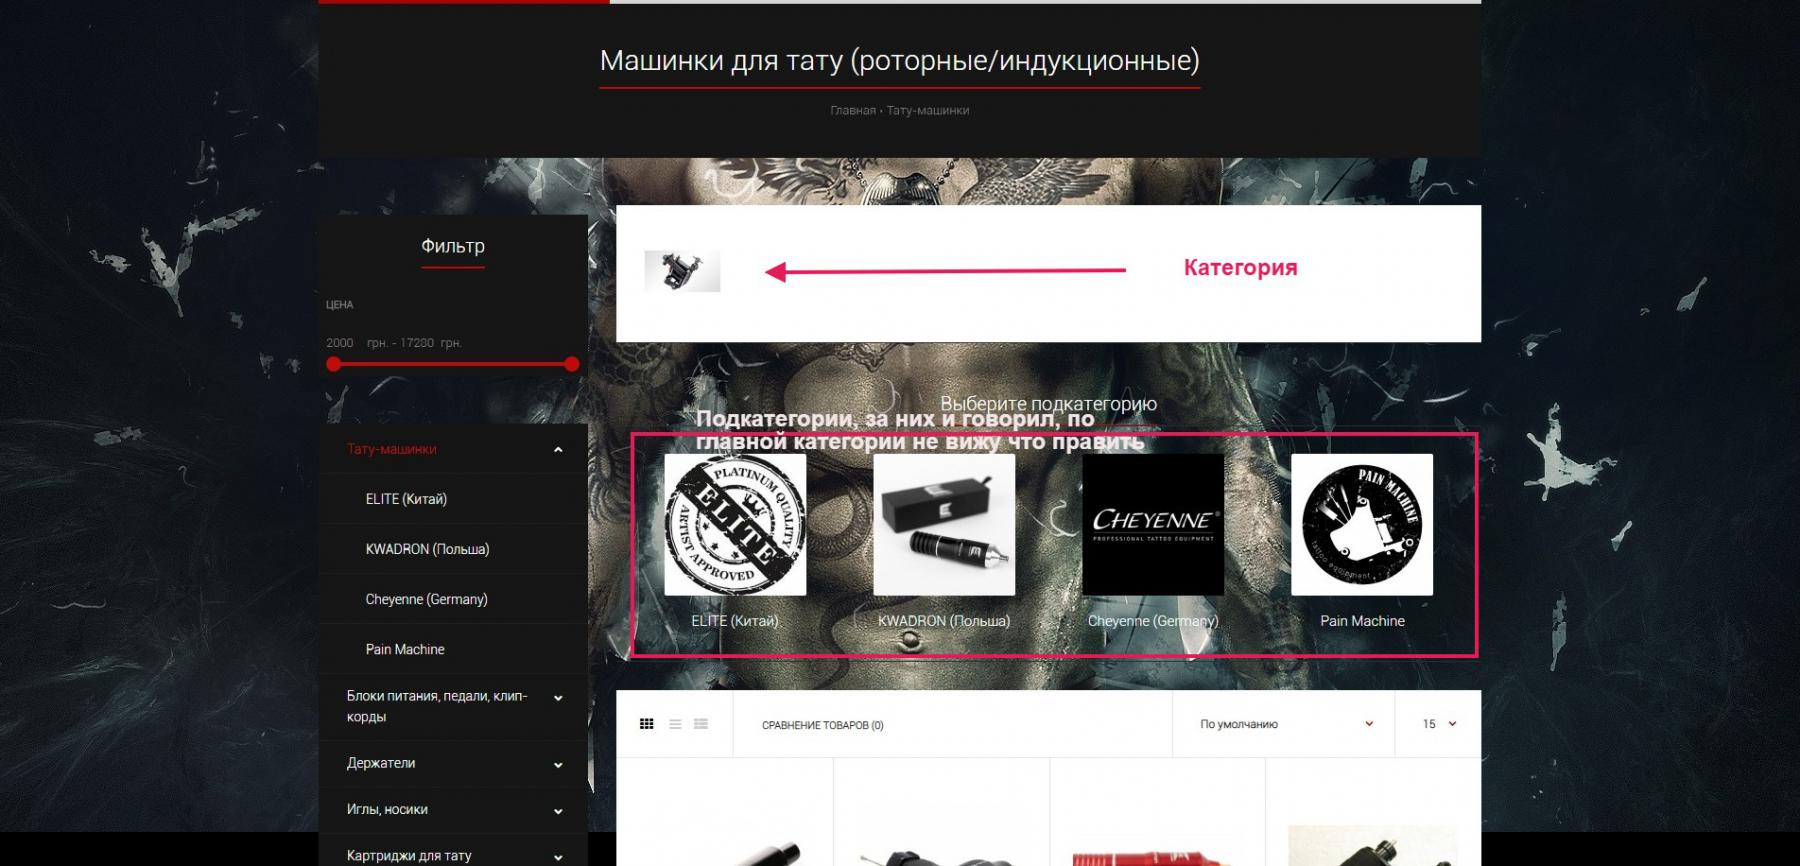 Машинки для тату (роторные/индукционные)
Главная • Тату-машинки
Фильтр
ЦЕНА
2000 грн. - 17280 грн.
Категория
Выберите подкатегорию
Подкатегории, за них и говорил, по
главной категории не вижу что править
PLATINUM QUALITY
ELITE
ARTIST APPROVED
CHEYENNE®
PROFESSIONAL TATTOO EQUIPMENT
PAIN MACHINE
tattoo equipment
ELITE (Китай)
KWADRON (Польша)
Cheyenne (Germany)
Pain Machine
Тату-машинки
ELITE (Китай)
KWADRON (Польша)
Cheyenne (Germany)
Pain Machine
Блоки питания, педали, клип-
корды
Держатели
Иглы, носики
Картриджи для тату
СРАВНЕНИЕ ТОВАРОВ (0)
По умолчанию
15